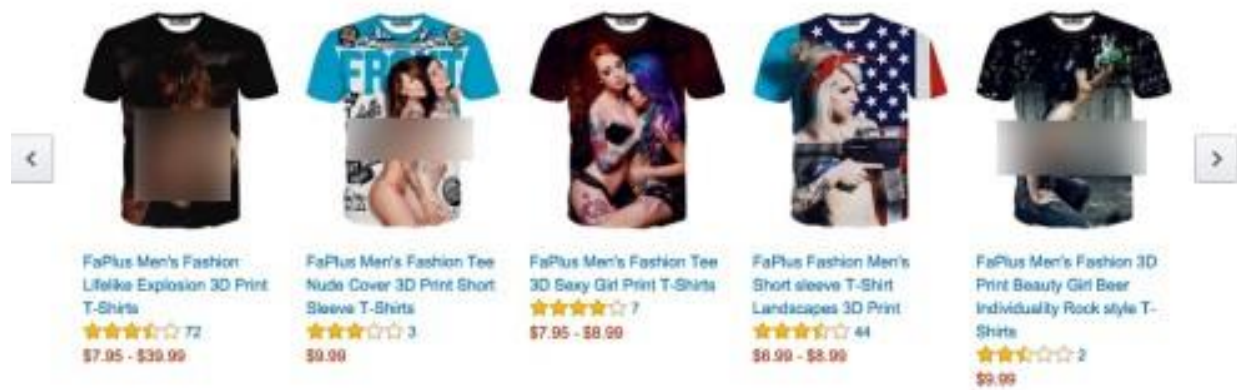 FRONT
FaPlus Men's Fashion
Lifelike Explosion 3D Print
T-Shirts
72
$7.95 - $39.99
FaPlus Men's Fashion Tee
Nude Cover 3D Print Short
Sleeve T-Shirts
3
$9.99
FaPlus Men's Fashion Tee
3D Sexy Girl Print T-Shirts
7
$7.95 - $8.99
FaPlus Fashion Men's
Short sleeve T-Shirt
Landscapes 3D Print
44
$6.99 - $8.99
FaPlus Men's Fashion 3D
Print Beauty Girl Beer
Individuality Rock style T-
Shirts
2
$9.99